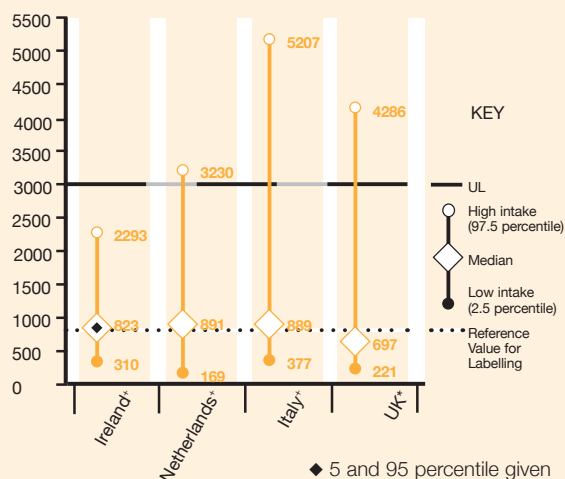 5500
5000
4500
4000
3500
3000
2500
2000
1500
1000
500
0
5207
4286
3230
2293
823
891
889
697
310
169
377
221
Ireland⁺
Netherlands⁺
Italy⁺
UK*
KEY
UL
High intake
(97.5 percentile)
Median
Low intake
(2.5 percentile)
Reference
Value for
Labelling
◆ 5 and 95 percentile given